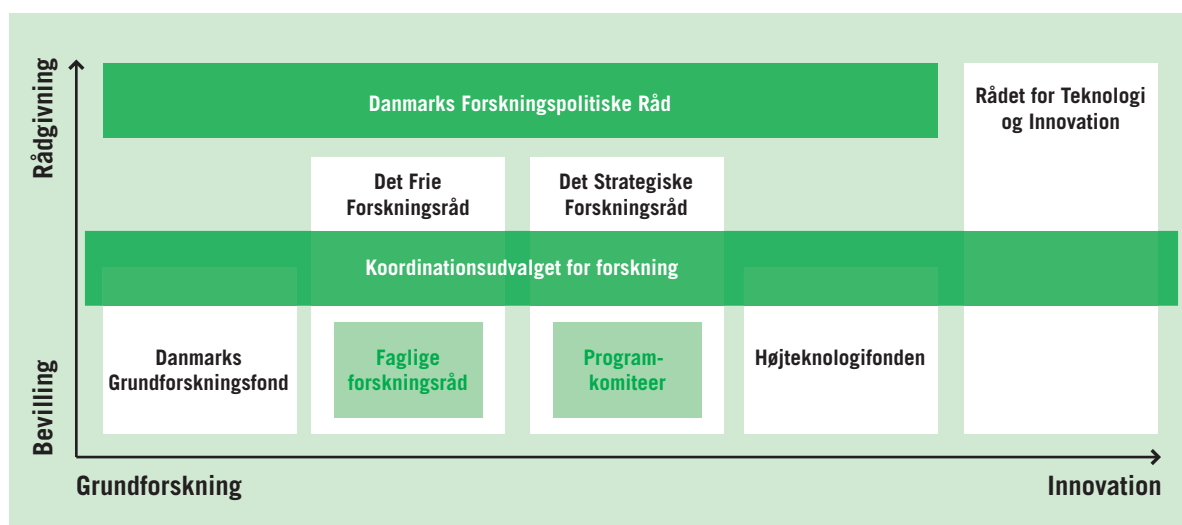 Rådgivning
Danmarks Forskningspolitiske Råd
Rådet for Teknologi
og Innovation
Det Frie
Forskningsråd
Det Strategiske
Forskningsråd
Koordinationsudvalget for forskning
Bevilling
Danmarks
Grundforskningsfond
Faglige
forskningsråd
Program-
komiteer
Højteknologifonden
Grundforskning
Innovation